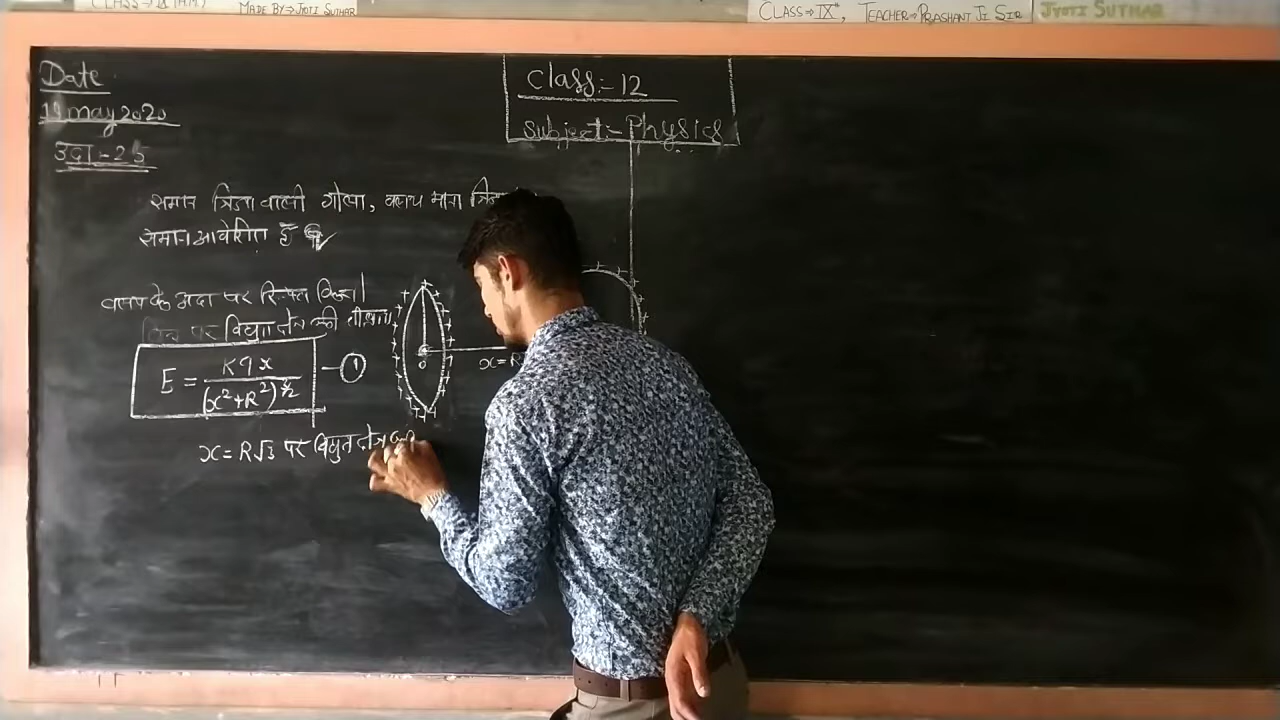 MADE BY→JYOTI SUTHAR
CLASS→IX, TEACHER→PRASHANT JI SIR
JYOTI SUTHAR
Date
19 may 2020
उदा:-25
Class:- 12
Subject:- Physics
समान त्रिज्या वाली गोला, वलय
समान आवेशित है
वलय के अक्ष पर स्थित
पर विद्युत क्षेत्र की तीव्रता
E = Kqx / (x²+R²)^3/2 - ①
O
x=R
x = R√3 पर विद्युत क्षेत्र की